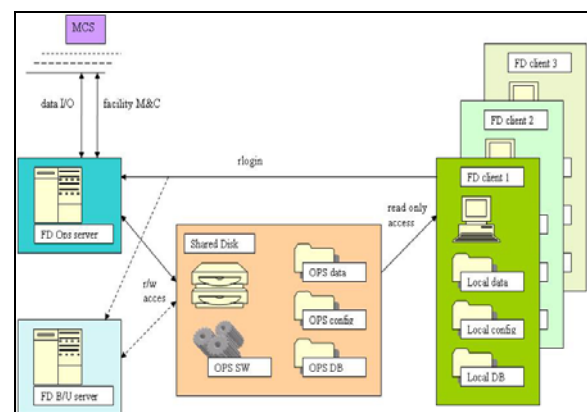 MCS
data I/O
facility M&C
FD Ops server
rlogin
FD client 3
FD client 2
FD client 1
read only
access
Shared Disk
r/w
acces
OPS data
OPS config
OPS SW
OPS DB
Local data
Local config
Local DB
FD B/U server